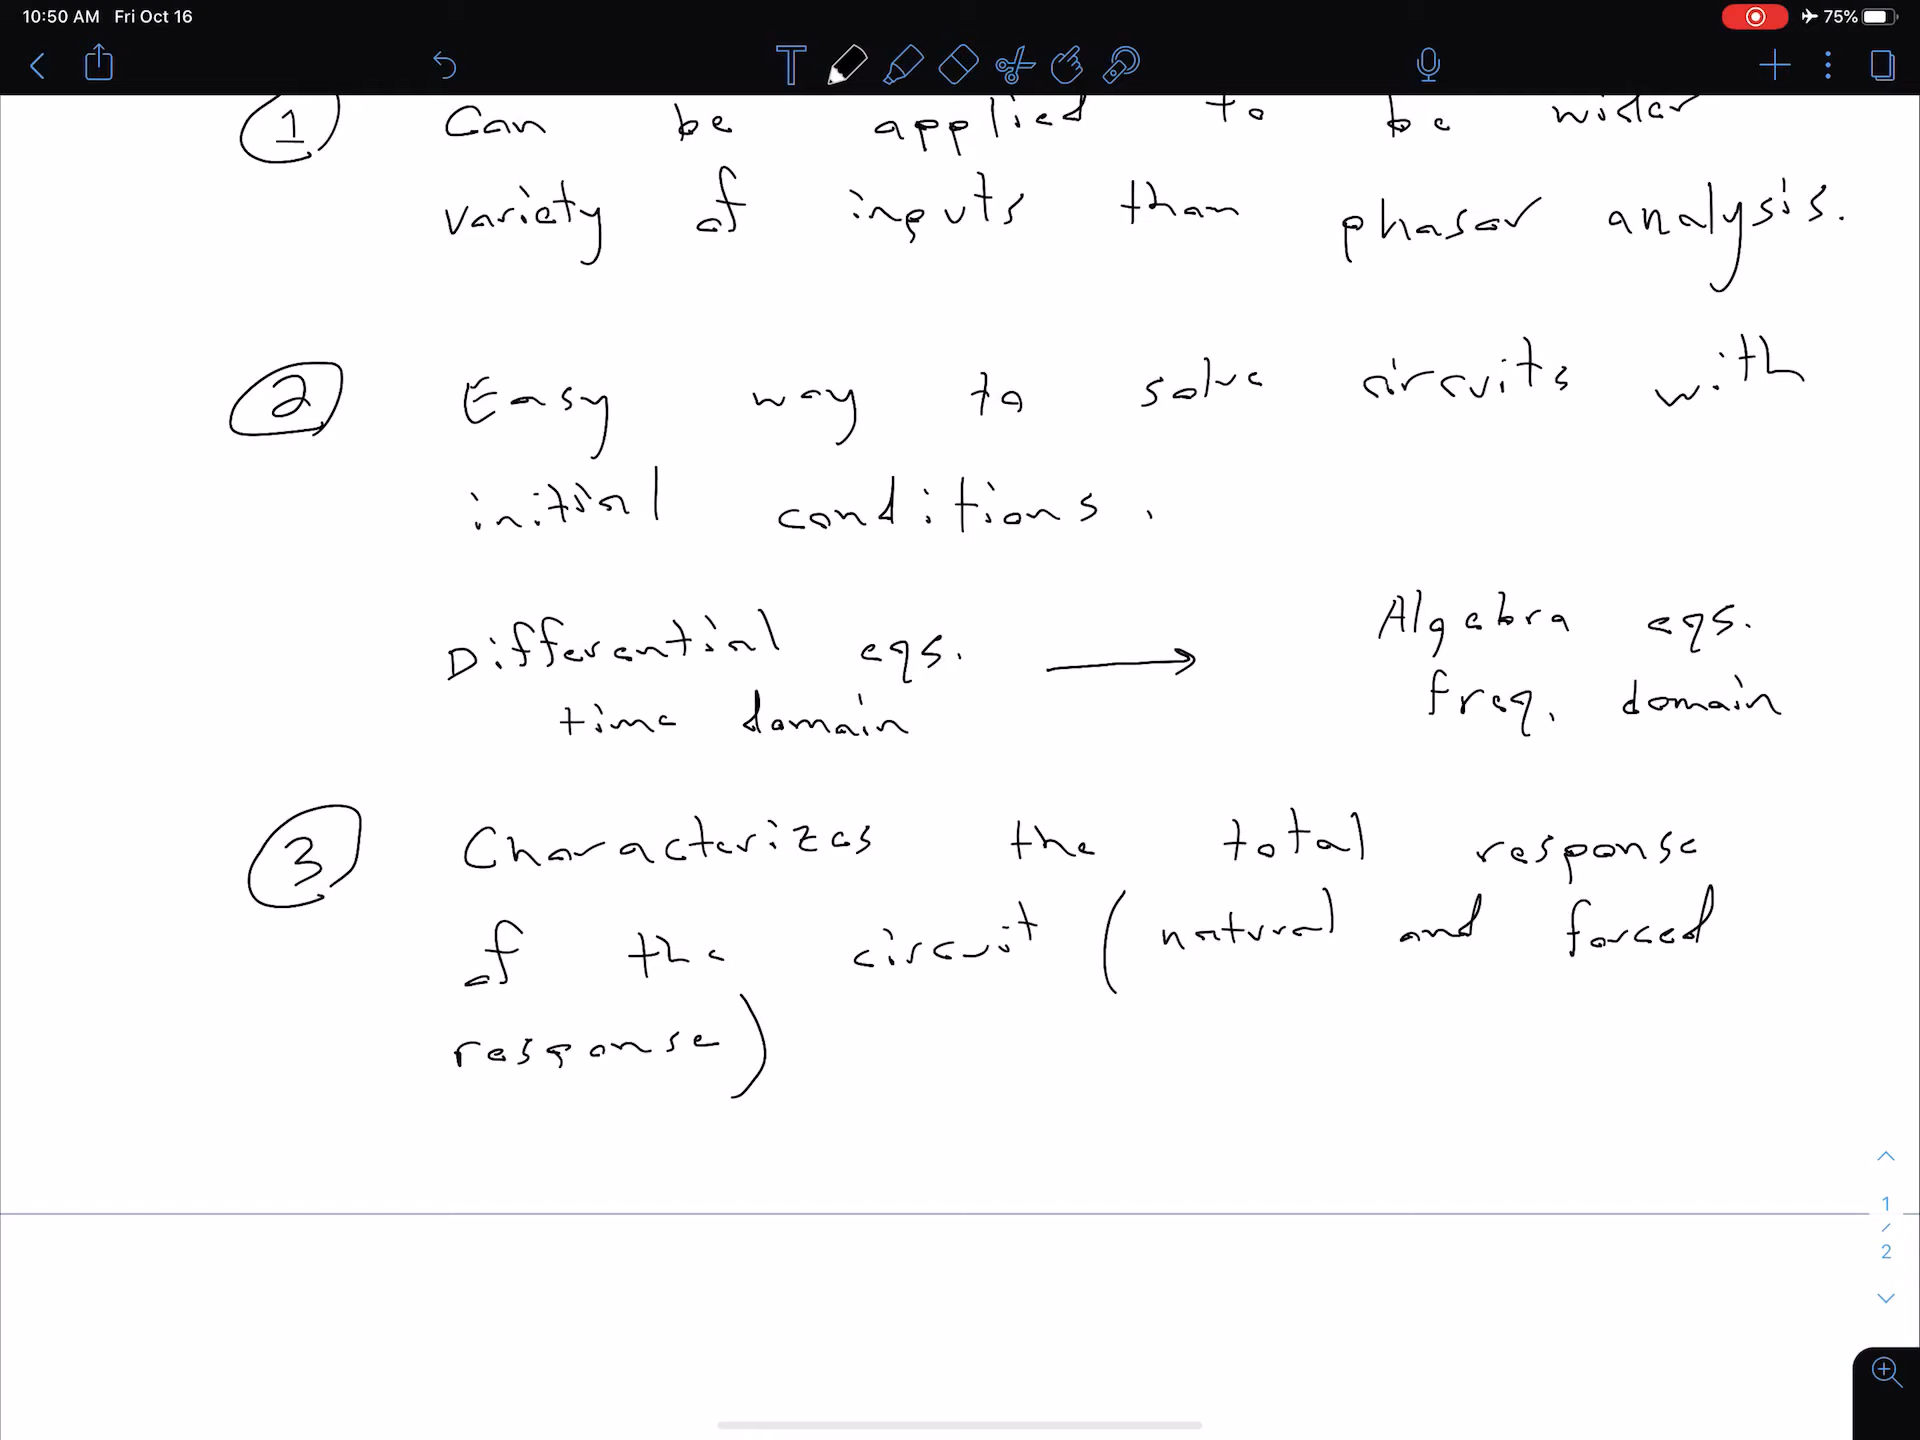 10:50 AM Fri Oct 16
75%
1 Can be applied to be wider
variety of inputs than phasor analysis.
2 Easy way to solve circuits with
initial conditions.
Differential eqs. → Algebra eqs.
time domain freq. domain
3 Characterizes the total response
of the circuit (natural and forced
response)
1
/
2